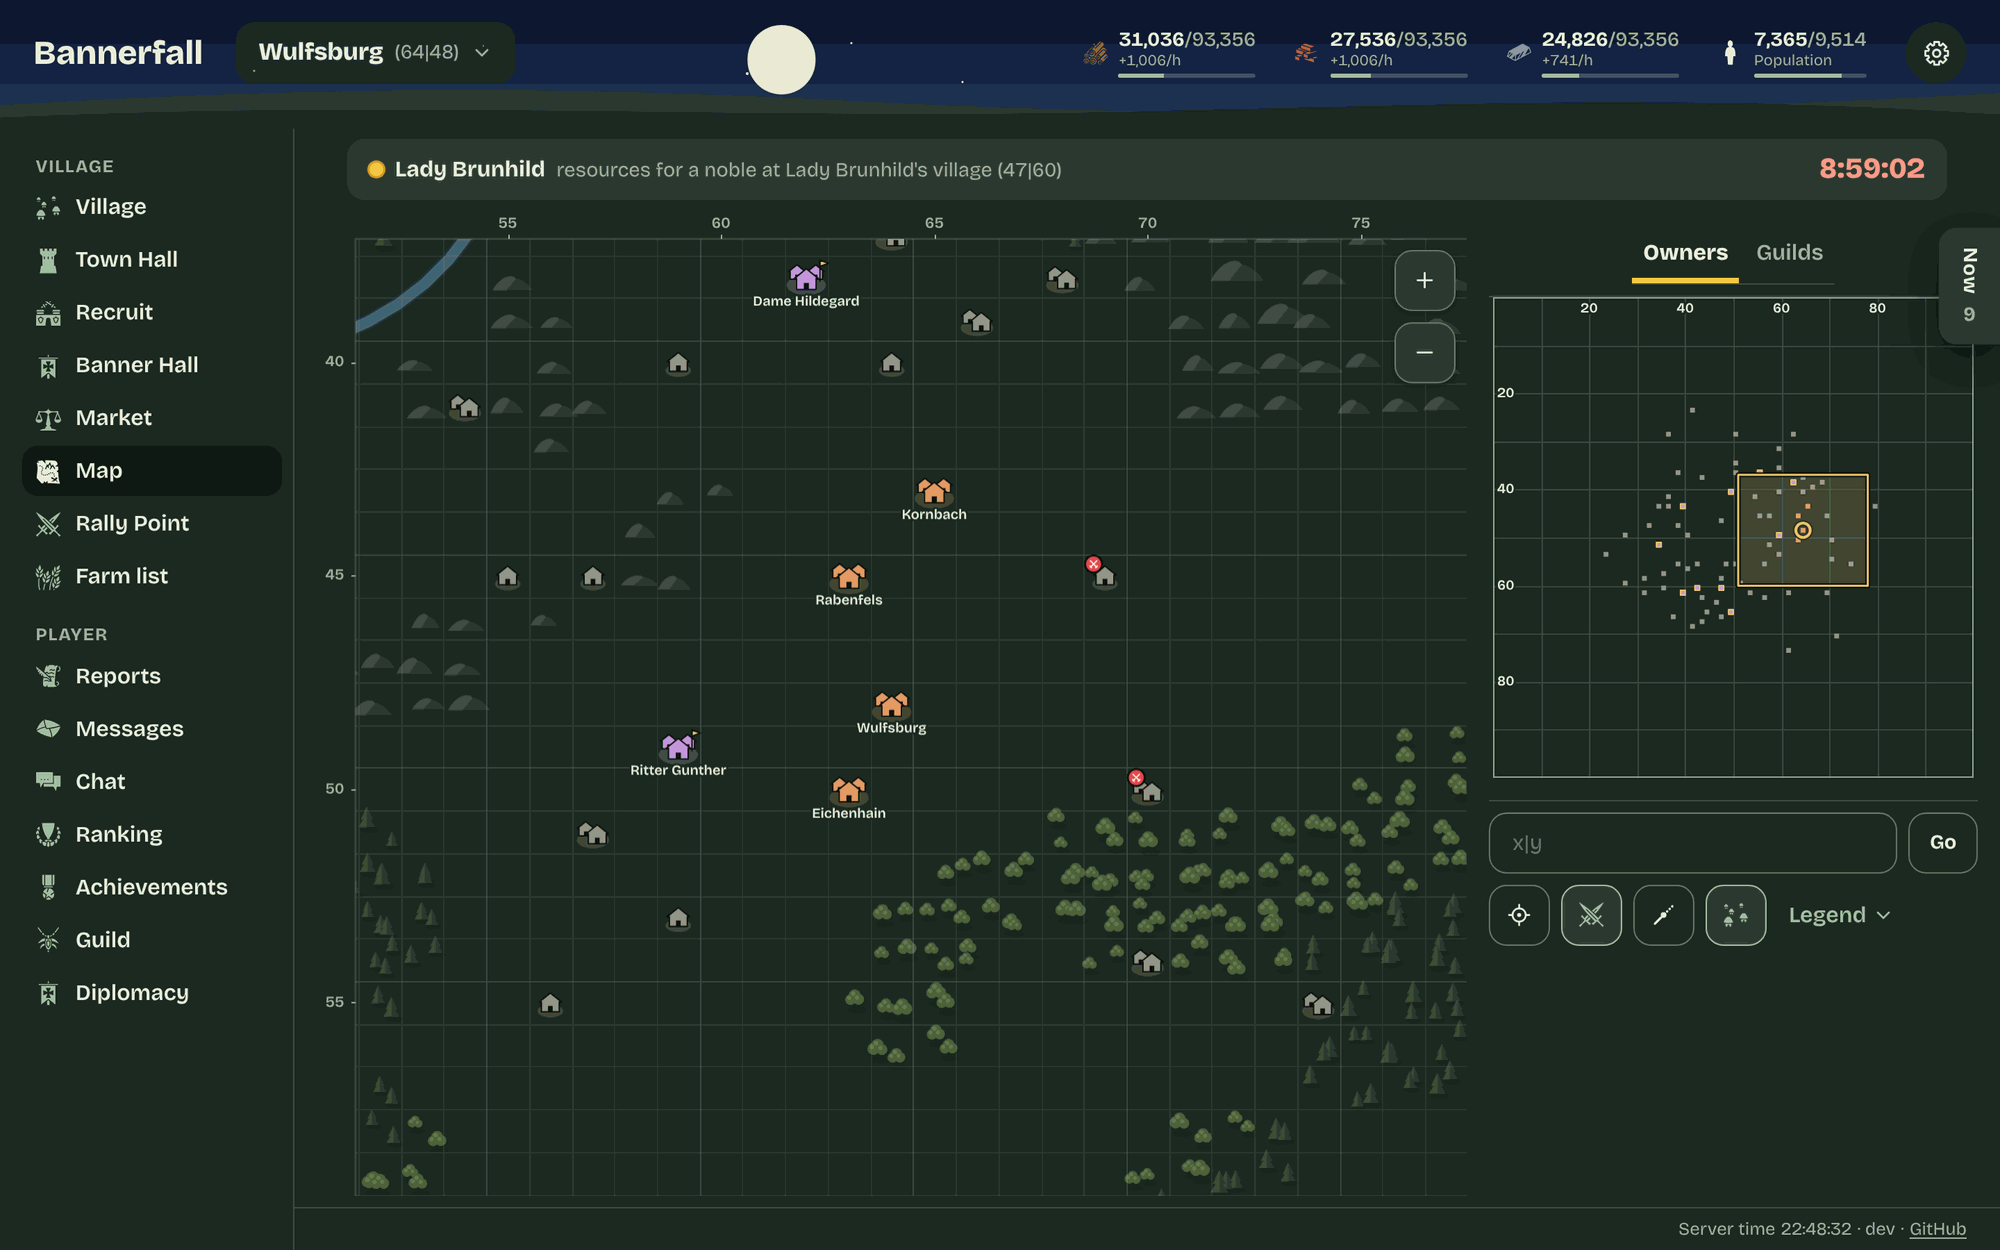 Bannerfall
Wulfsburg (64|48)
31,036/93,356
+1,006/h
27,536/93,356
+1,006/h
24,826/93,356
+741/h
7,365/9,514
Population
VILLAGE
Village
Town Hall
Recruit
Banner Hall
Market
Map
Rally Point
Farm list
PLAYER
Reports
Messages
Chat
Ranking
Achievements
Guild
Diplomacy
Lady Brunhild resources for a noble at Lady Brunhild's village (47|60) 8:59:02
55 60 65 70 75
40
45
50
55
Dame Hildegard
Kornbach
Rabenfels
Wulfsburg
Ritter Gunther
Eichenhain
+
−
Owners Guilds
Now 9
20 40 60 80
20
40
60
80
x|y
Go
Legend
Server time 22:48:32 · dev · GitHub